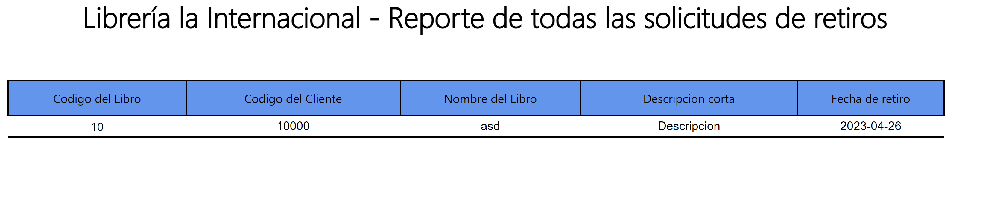 Librería la Internacional - Reporte de todas las solicitudes de retiros
Codigo del Libro Codigo del Cliente Nombre del Libro Descripcion corta Fecha de retiro
10 10000 asd Descripcion 2023-04-26